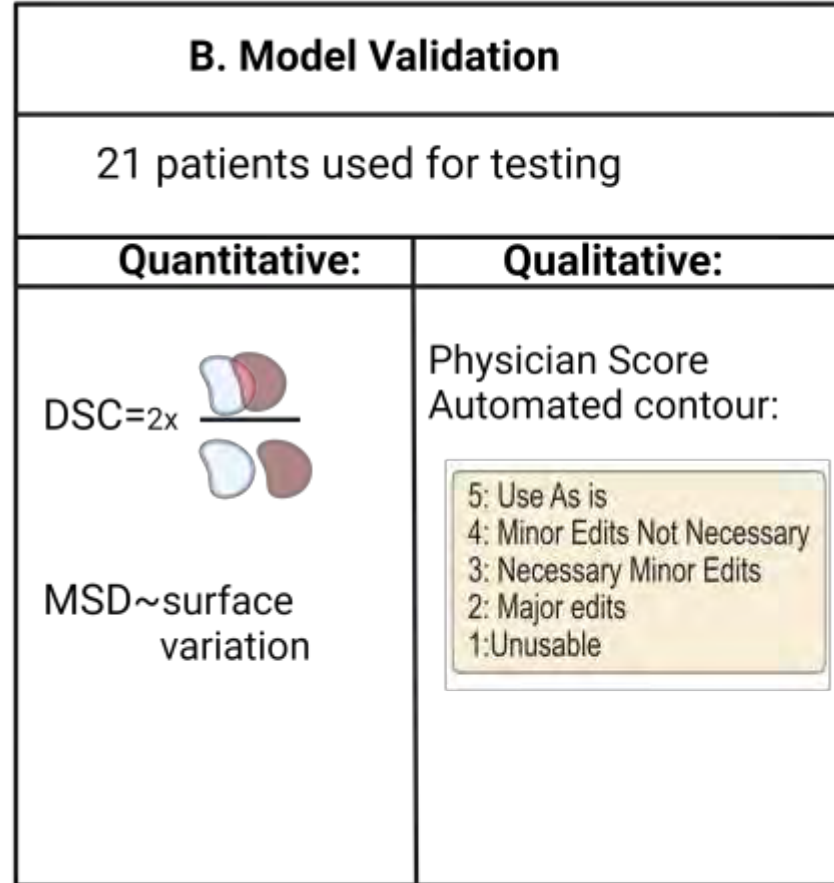 B. Model Validation
21 patients used for testing
Quantitative:
Qualitative:
DSC=2x
MSD~surface
variation
Physician Score
Automated contour:
5: Use As is
4: Minor Edits Not Necessary
3: Necessary Minor Edits
2: Major edits
1:Unusable